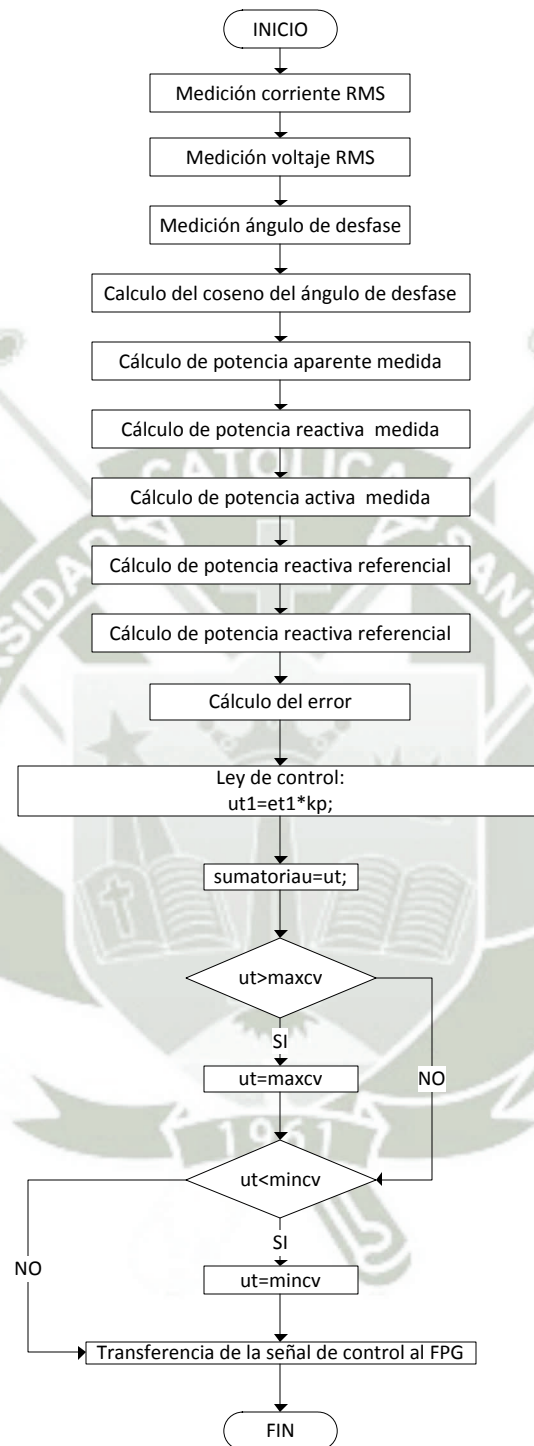 INICIO
Medición corriente RMS
Medición voltaje RMS
Medición ángulo de desfase
Calculo del coseno del ángulo de desfase
Cálculo de potencia aparente medida
Cálculo de potencia reactiva medida
CATOLICA
Cálculo de potencia activa medida
Cálculo de potencia reactiva referencial
Cálculo de potencia reactiva referencial
Cálculo del error
Ley de control:
ut1=et1*kp;
sumatoriau=ut;
ut>maxcv
SI
ut=maxcv
NO
1961
ut<mincv
SI
NO
ut=mincv
Transferencia de la señal de control al FPG
FIN